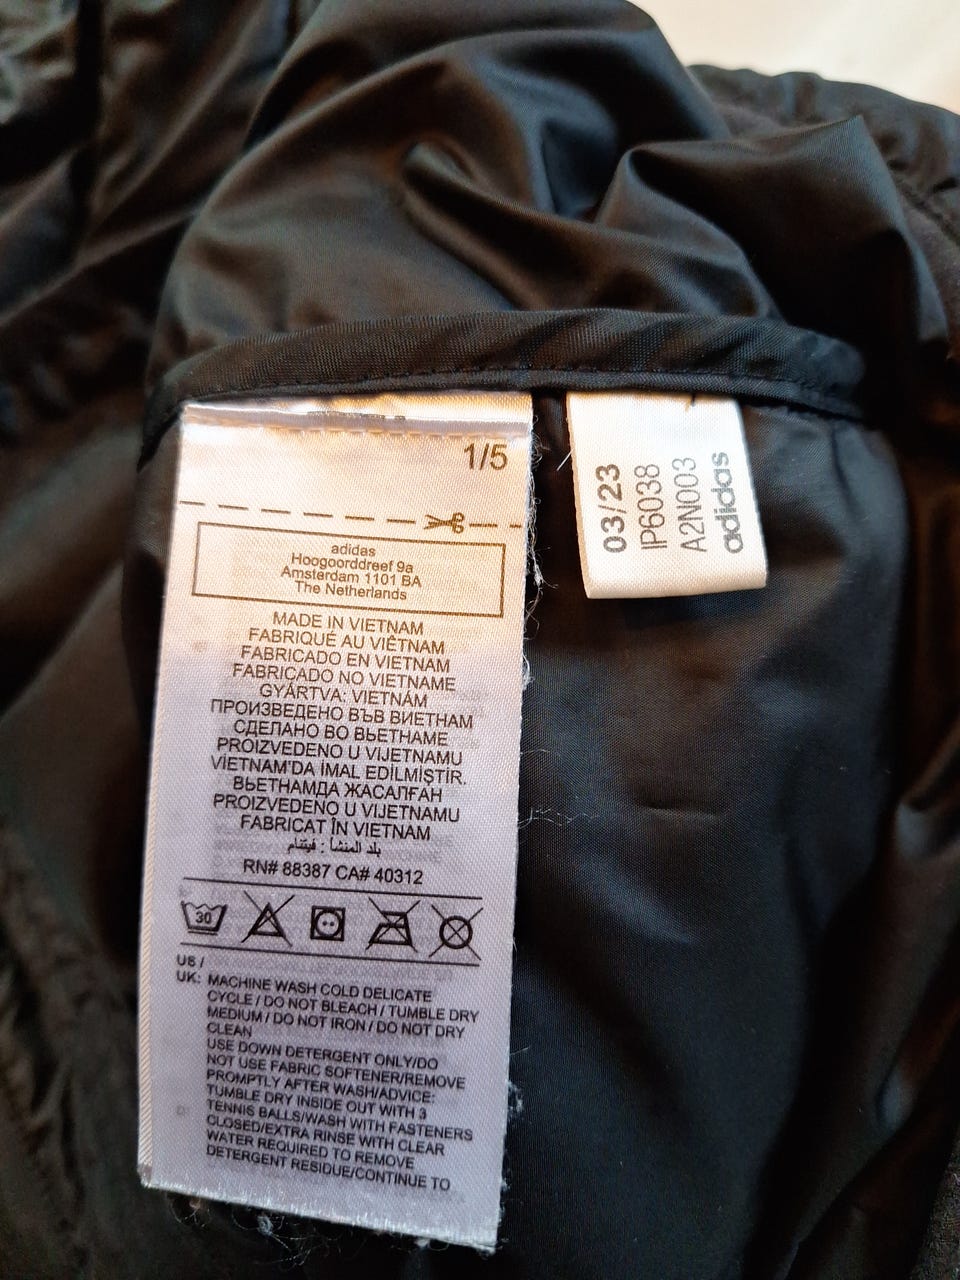 1/5
adidas
Hoogoorddreef 9a
Amsterdam 1101 BA
The Netherlands
MADE IN VIETNAM
FABRIQUÉ AU VIÊTNAM
FABRICADO EN VIETNAM
FABRICADO NO VIETNAME
GYÁRTVA: VIETNÁM
ПРОИЗВЕДЕНО ВЪВ ВИЕТНАМ
СДЕЛАНО ВО ВЬЕТНАМЕ
PROIZVEDENO U VIJETNAMU
VİETNAM'DA İMAL EDİLMİŞTİR.
ВЬЕТНАМДА ЖАСАЛҒАН
PROIZVEDENO U VIJETNAMU
FABRICAT ÎN VIETNAM
بلد المنشأ : فيتنام
RN# 88387 CA# 40312
30
US /
UK: MACHINE WASH COLD DELICATE
CYCLE / DO NOT BLEACH / TUMBLE DRY
MEDIUM / DO NOT IRON / DO NOT DRY
CLEAN
USE DOWN DETERGENT ONLY/DO
NOT USE FABRIC SOFTENER/REMOVE
PROMPTLY AFTER WASH/ADVICE:
TUMBLE DRY INSIDE OUT WITH 3
TENNIS BALLS/WASH WITH FASTENERS
CLOSED/EXTRA RINSE WITH CLEAR
WATER REQUIRED TO REMOVE
DETERGENT RESIDUE/CONTINUE TO
03/23
IP6038
A2N003
adidas